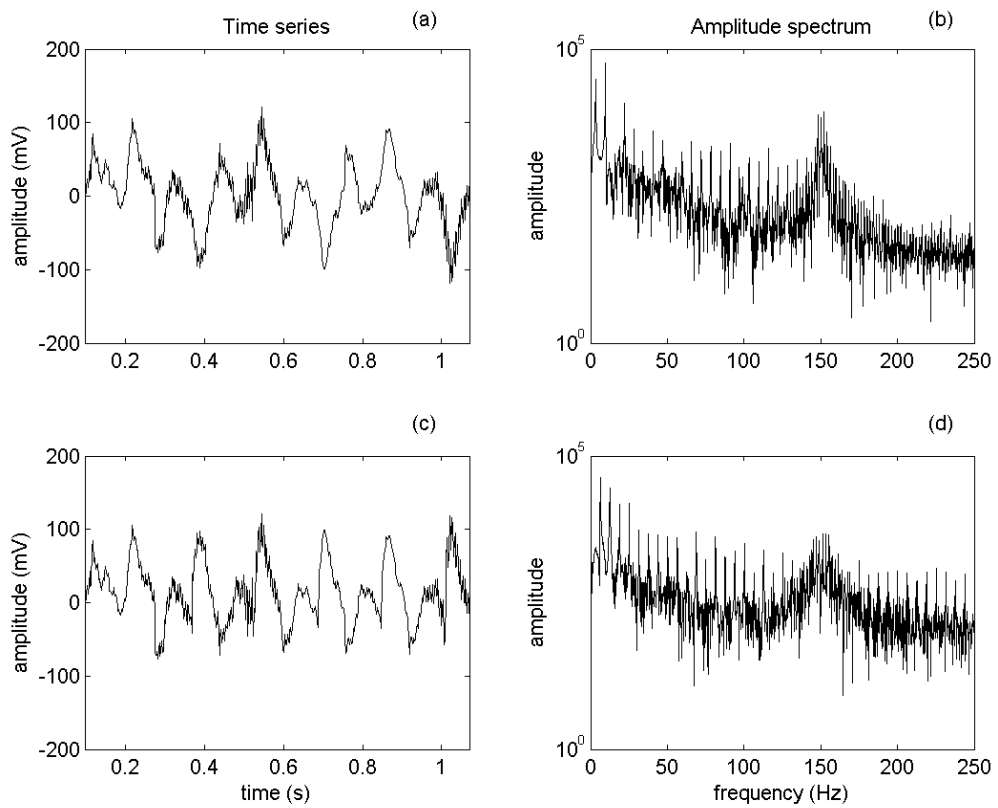 Time series
(a)
200
100
0
-100
-200
amplitude (mV)
0.2 0.4 0.6 0.8 1
Amplitude spectrum
(b)
10^5
10^0
amplitude
0 50 100 150 200 250
(c)
200
100
0
-100
-200
amplitude (mV)
0.2 0.4 0.6 0.8 1
time (s)
(d)
10^5
10^0
amplitude
0 50 100 150 200 250
frequency (Hz)